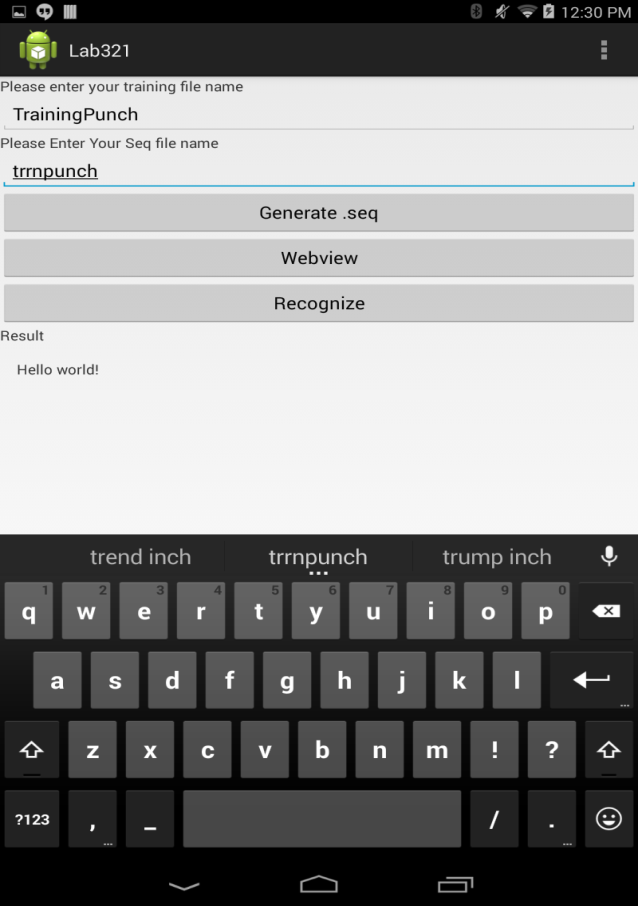 12:30 PM
Lab321
Please enter your training file name
TrainingPunch
Please Enter Your Seq file name
trrnpunch
Generate .seq
Webview
Recognize
Result
Hello world!
trend inch trrnpunch trump inch
1 2 3 4 5 6 7 8 9 0
q w e r t y u i o p
a s d f g h j k l
z x c v b n m ! ?
?123 , _ / .